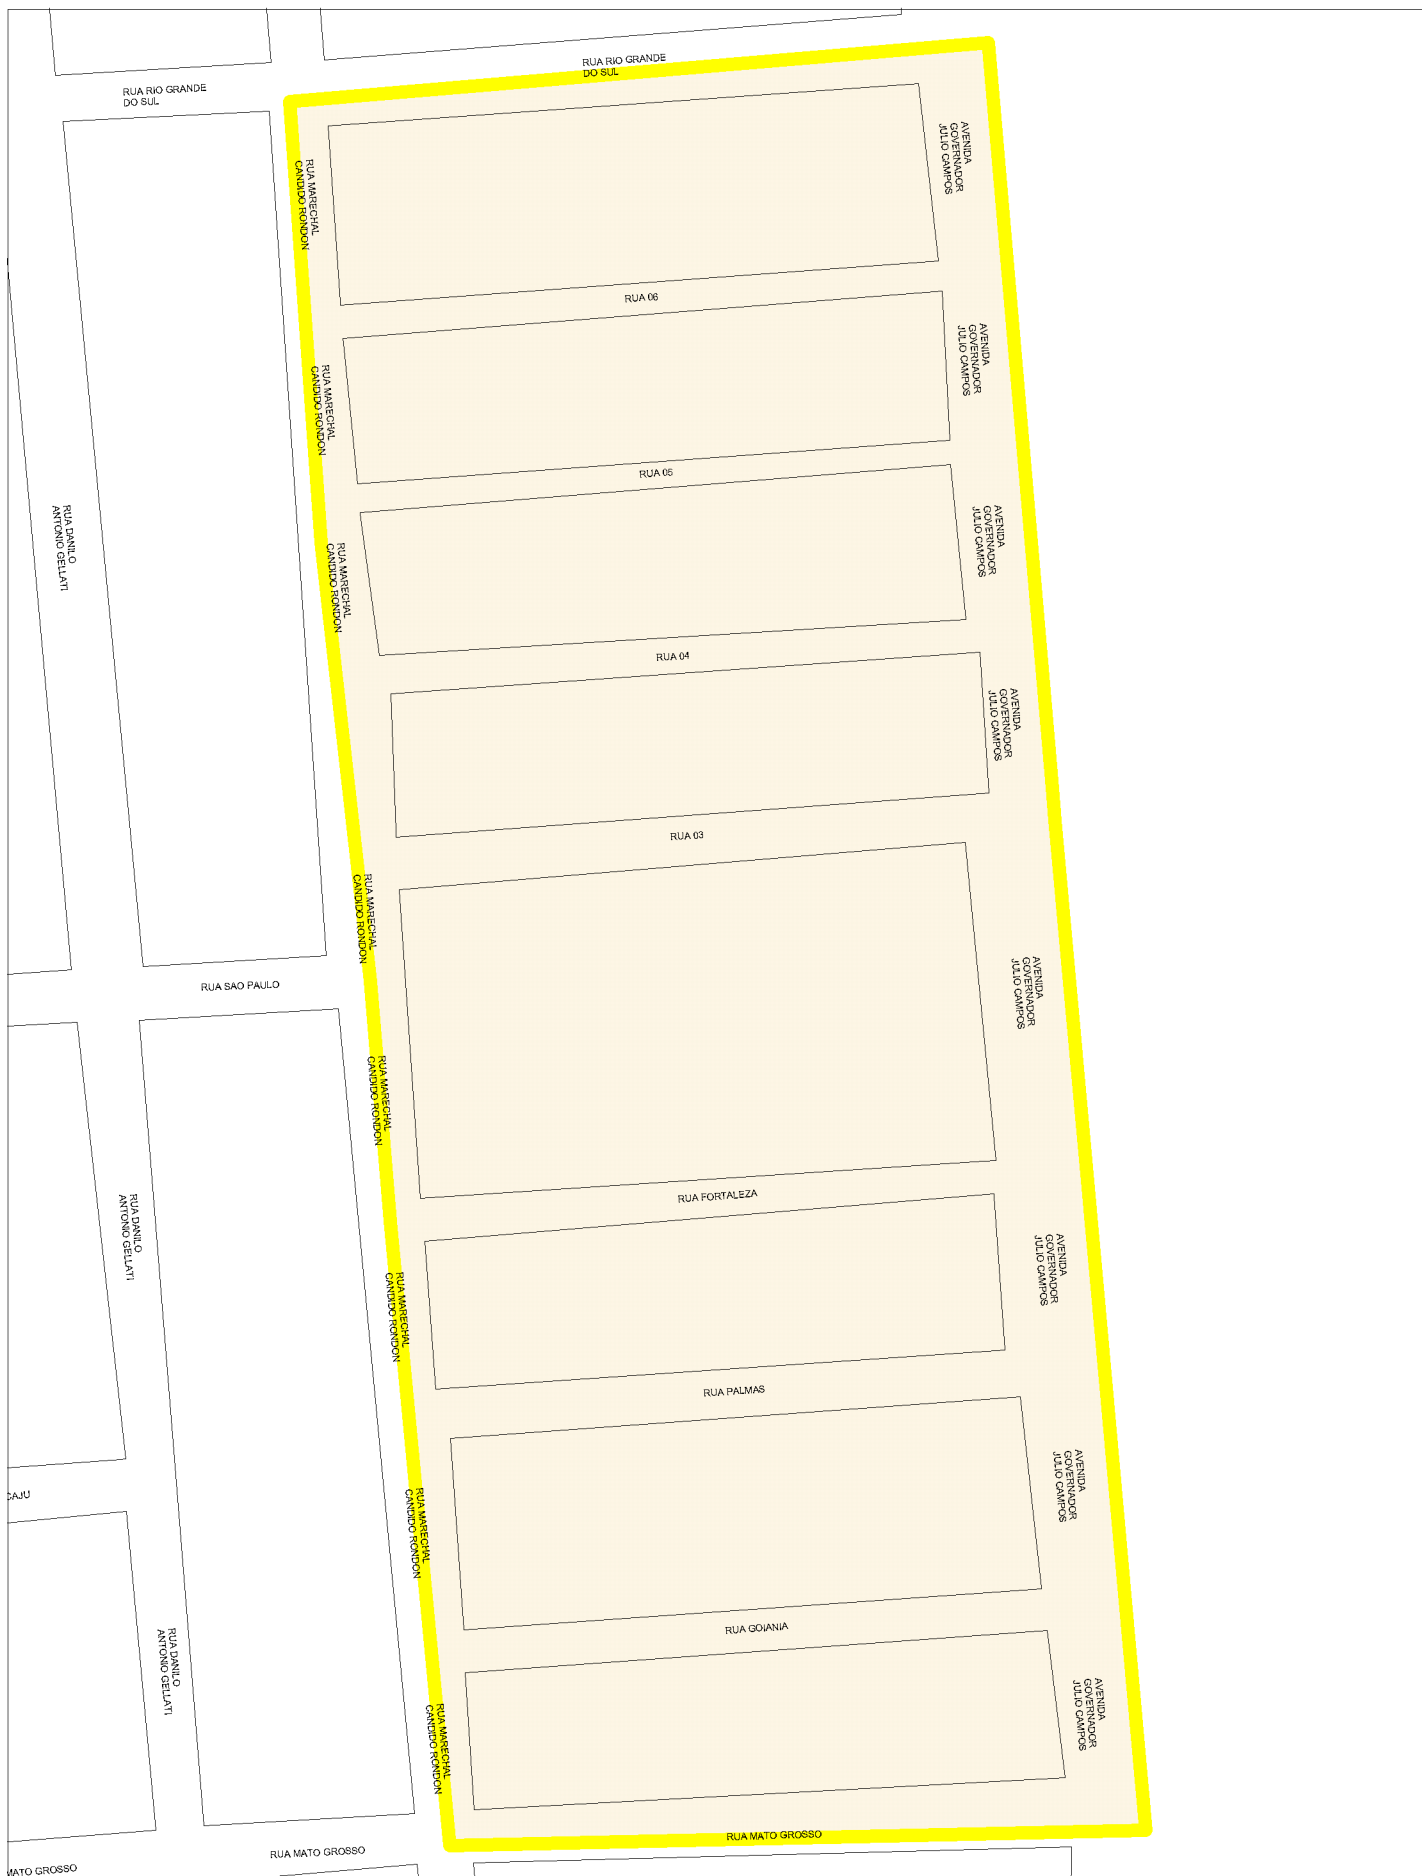 RUA RIO GRANDE
DO SUL
RUA RIO GRANDE
DO SUL
AVENIDA
GOVERNADOR
JULIO CAMPOS
RUA MARECHAL
CANDIDO RONDON
RUA 06
AVENIDA
GOVERNADOR
JULIO CAMPOS
RUA MARECHAL
CANDIDO RONDON
RUA 05
RUA DANILO
ANTONIO GELLATI
AVENIDA
GOVERNADOR
JULIO CAMPOS
RUA MARECHAL
CANDIDO RONDON
RUA 04
AVENIDA
GOVERNADOR
JULIO CAMPOS
RUA 03
RUA MARECHAL
CANDIDO RONDON
RUA SAO PAULO
AVENIDA
GOVERNADOR
JULIO CAMPOS
RUA MARECHAL
CANDIDO RONDON
RUA FORTALEZA
RUA DANILO
ANTONIO GELLATI
AVENIDA
GOVERNADOR
JULIO CAMPOS
RUA MARECHAL
CANDIDO RONDON
RUA PALMAS
CAJU
AVENIDA
GOVERNADOR
JULIO CAMPOS
RUA MARECHAL
CANDIDO RONDON
RUA GOIANIA
RUA DANILO
ANTONIO GELLATI
AVENIDA
GOVERNADOR
JULIO CAMPOS
RUA MARECHAL
CANDIDO RONDON
RUA MATO GROSSO
RUA MATO GROSSO
MATO GROSSO